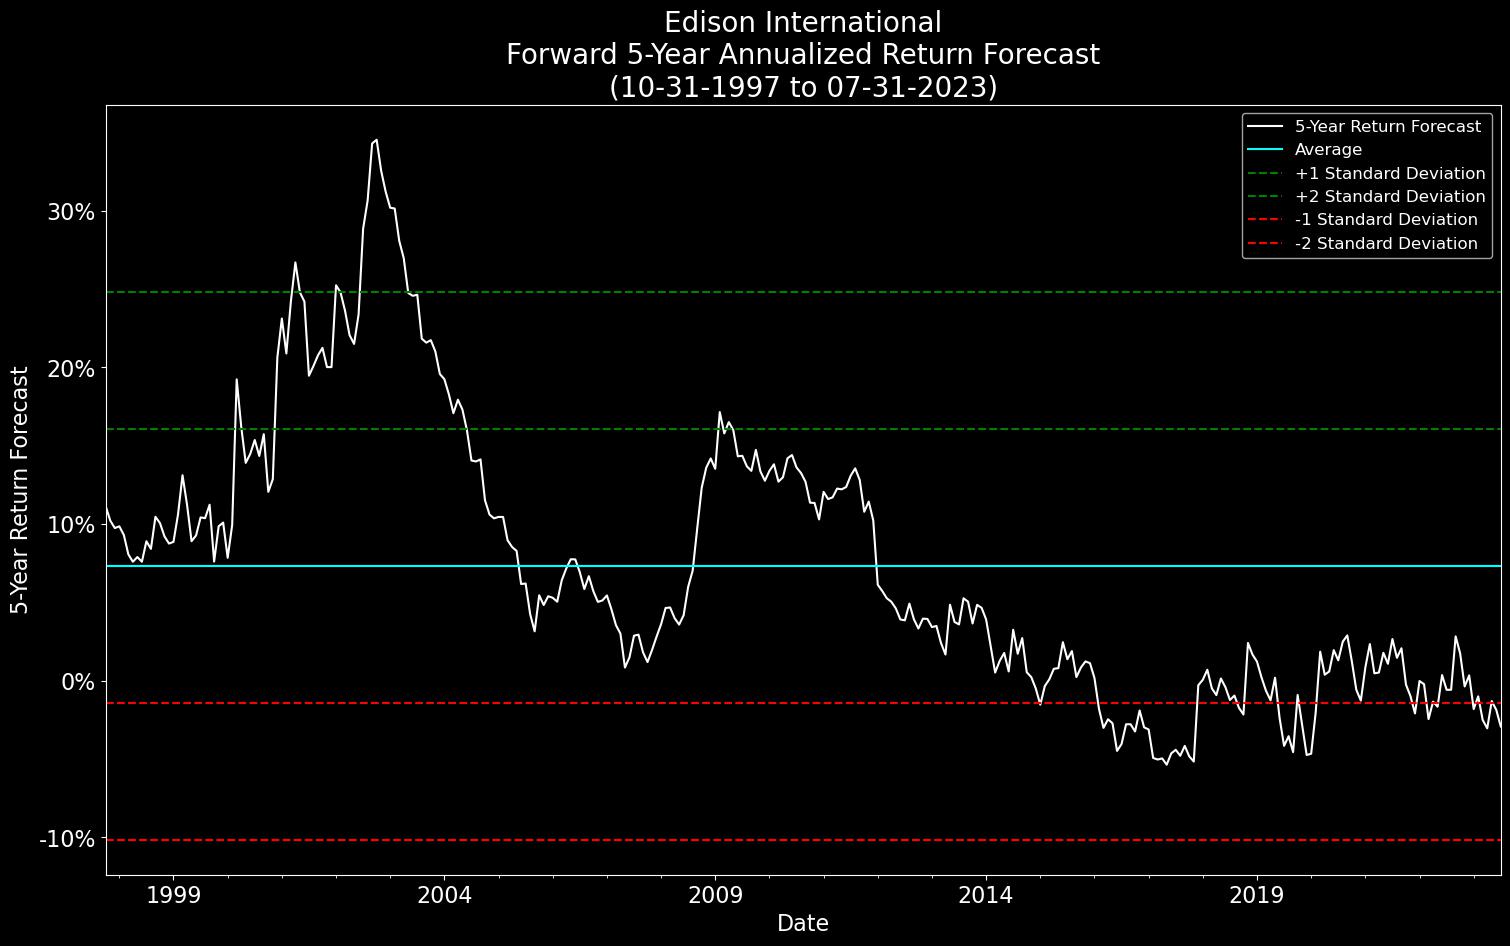 Edison International
Forward 5-Year Annualized Return Forecast
(10-31-1997 to 07-31-2023)
5-Year Return Forecast
Average
+1 Standard Deviation
+2 Standard Deviation
-1 Standard Deviation
-2 Standard Deviation
5-Year Return Forecast
30%
20%
10%
0%
-10%
1999 2004 2009 2014 2019
Date